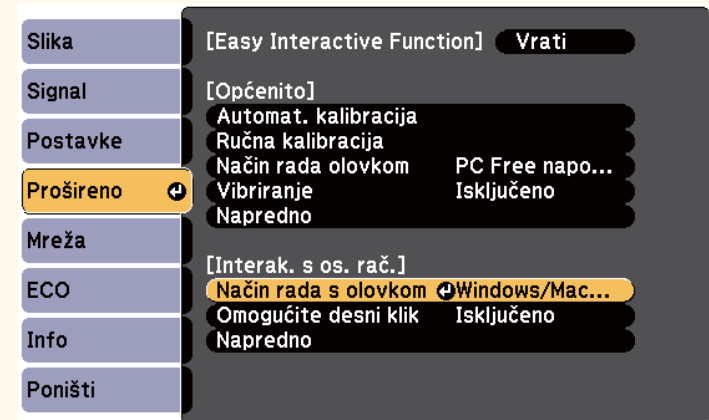 Slika
Signal
Postavke
Prošireno
Mreža
ECO
Info
Poništi
[Easy Interactive Function] Vrati
[Općenito]
Automat. kalibracija
Ručna kalibracija
Način rada olovkom PC Free napo...
Vibriranje Isključeno
Napredno
[Interak. s os. rač.]
Način rada s olovkom Windows/Mac...
Omogućite desni klik Isključeno
Napredno